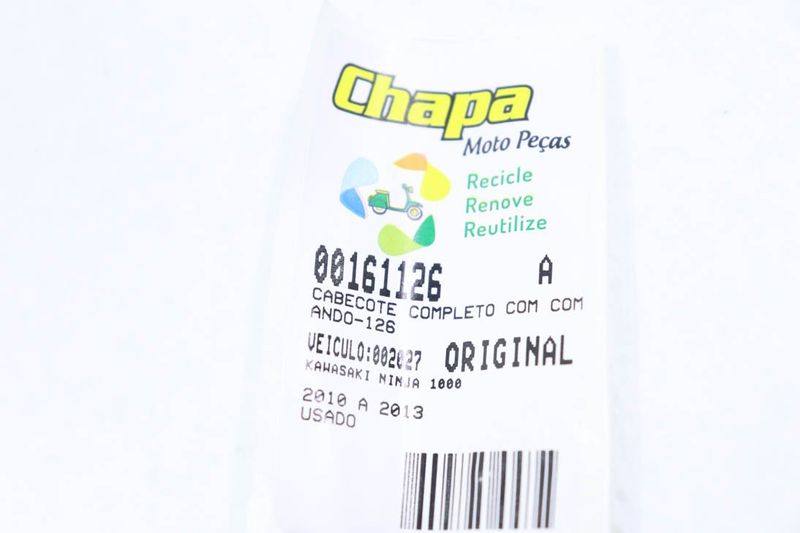 Chapa
Moto Peças
Recicle
Renove
Reutilize
00161126 A
CABECOTE COMPLETO COM COM
ANDO-126
VEICULO:002027 ORIGINAL
KAWASAKI NINJA 1000
2010 A 2013
USADO